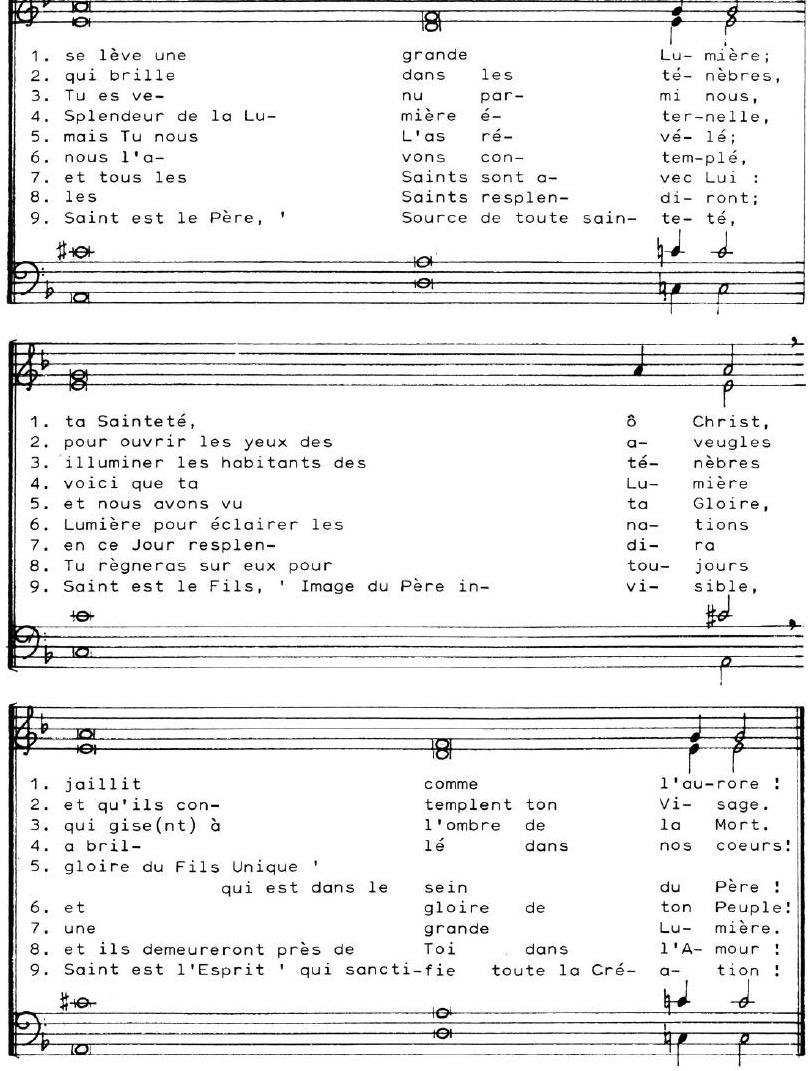 1. se lève une grande Lu- mière;
2. qui brille dans les té- nèbres,
3. Tu es ve- nu par- mi nous,
4. Splendeur de la Lu- mière é- ter-nelle,
5. mais Tu nous L'as ré- vé- lé;
6. nous l'a- vons con- tem-plé,
7. et tous les Saints sont a- vec Lui :
8. les Saints resplen- di- ront;
9. Saint est le Père, ' Source de toute sain- te- té,
1. ta Sainteté, ô Christ,
2. pour ouvrir les yeux des a- veugles
3. illuminer les habitants des té- nèbres
4. voici que ta Lu- mière
5. et nous avons vu ta Gloire,
6. Lumière pour éclairer les na- tions
7. en ce Jour resplen- di- ra
8. Tu règneras sur eux pour tou- jours
9. Saint est le Fils, ' Image du Père in- vi- sible,
1. jaillit comme l'au-rore !
2. et qu'ils con- templent ton Vi- sage.
3. qui gise(nt) à l'ombre de la Mort.
4. a bril- lé dans nos coeurs!
5. gloire du Fils Unique '
qui est dans le sein du Père !
6. et gloire de ton Peuple!
7. une grande Lu- mière.
8. et ils demeureront près de Toi dans l'A- mour !
9. Saint est l'Esprit ' qui sancti-fie toute la Cré- a- tion !